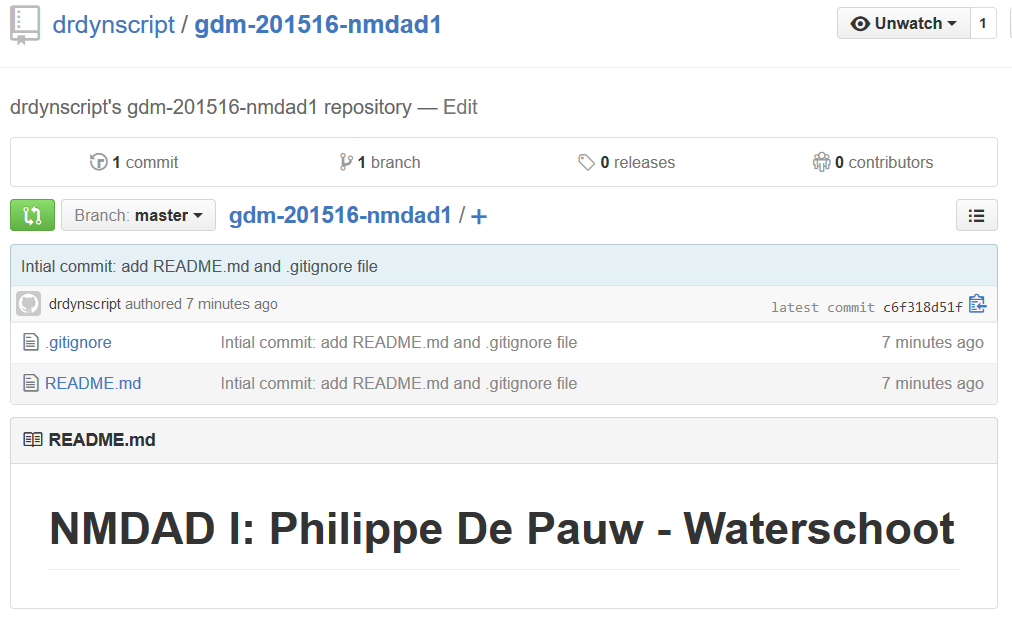 drdynscript / gdm-201516-nmdad1
Unwatch 1
drdynscript's gdm-201516-nmdad1 repository — Edit
1 commit 1 branch 0 releases 0 contributors
Branch: master gdm-201516-nmdad1 / +
Intial commit: add README.md and .gitignore file
drdynscript authored 7 minutes ago latest commit c6f318d51f
.gitignore Intial commit: add README.md and .gitignore file 7 minutes ago
README.md Intial commit: add README.md and .gitignore file 7 minutes ago
README.md
NMDAD I: Philippe De Pauw - Waterschoot